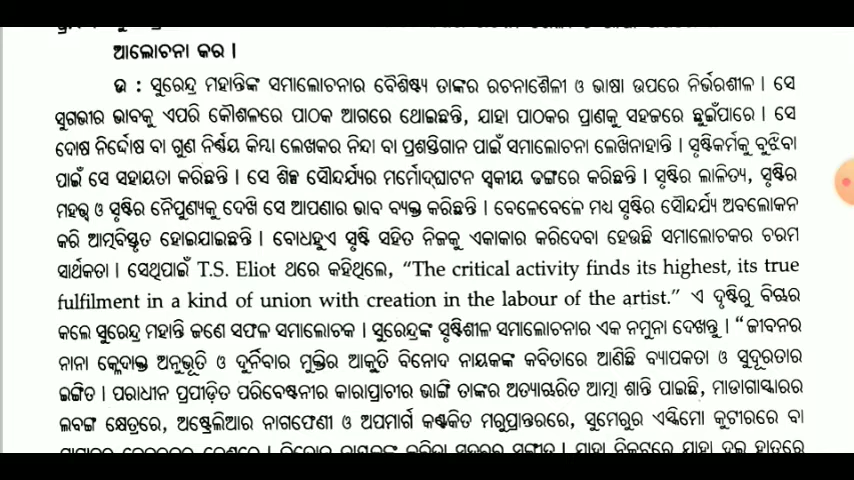 ଆଲୋଚନା କର ।
ଉ : ସୁରେନ୍ଦ୍ର ମହାନ୍ତିଙ୍କ ସମାଲୋଚନାର ବୈଶିଷ୍ଟ୍ୟ ତାଙ୍କର ରଚନାଶୈଳୀ ଓ ଭାଷା ଉପରେ ନିର୍ଭରଶୀଳ । ସେ
ସୁଗଭୀର ଭାବକୁ ଏପରି କୌଶଳରେ ପାଠକ ଆଗରେ ଥୋଇଛନ୍ତି, ଯାହା ପାଠକର ପ୍ରାଣକୁ ସହଜରେ ଛୁଇଁପାରେ । ସେ
ଦୋଷ ନିର୍ଦ୍ଦୋଷ ବା ଗୁଣ ନିର୍ଣ୍ଣୟ କିମ୍ବା ଲେଖକର ନିନ୍ଦା ବା ପ୍ରଶସ୍ତିଗାନ ପାଇଁ ସମାଲୋଚନା ଲେଖିନାହାନ୍ତି । ସୃଷ୍ଟିକର୍ମକୁ ବୁଝିବା
ପାଇଁ ସେ ସହାୟତା କରିଛନ୍ତି । ସେ ଶିଳ୍ପ ସୌନ୍ଦର୍ଯ୍ୟର ମର୍ମୋଦ୍‌ଘାଟନ ସ୍ୱକୀୟ ଢଙ୍ଗରେ କରିଛନ୍ତି । ସୃଷ୍ଟିର ଲାଳିତ୍ୟ, ସୃଷ୍ଟିର
ମହତ୍ତ୍ୱ ଓ ସୃଷ୍ଟିର ନୈପୁଣ୍ୟକୁ ଦେଖି ସେ ଆପଣାର ଭାବ ବ୍ୟକ୍ତ କରିଛନ୍ତି । ବେଳେବେଳେ ମଧ୍ୟ ସୃଷ୍ଟିର ସୌନ୍ଦର୍ଯ୍ୟ ଅବଲୋକନ
କରି ଆତ୍ମବିସ୍ମୃତ ହୋଇଯାଇଛନ୍ତି । ବୋଧହୁଏ ସୃଷ୍ଟି ସହିତ ନିଜକୁ ଏକାକାର କରିଦେବା ହେଉଛି ସମାଲୋଚକର ଚରମ
ସାର୍ଥକତା । ସେଥିପାଇଁ T.S. Eliot ଥରେ କହିଥିଲେ, “The critical activity finds its highest, its true
fulfilment in a kind of union with creation in the labour of the artist.” ଏ ଦୃଷ୍ଟିରୁ ବିଚାର
କଲେ ସୁରେନ୍ଦ୍ର ମହାନ୍ତି ଜଣେ ସଫଳ ସମାଲୋଚକ । ସୁରେନ୍ଦ୍ରଙ୍କ ସୃଷ୍ଟିଶୀଳ ସମାଲୋଚନାର ଏକ ନମୁନା ଦେଖନ୍ତୁ । “ଜୀବନର
ନାନା କ୍ଳେଦାକ୍ତ ଅନୁଭୂତି ଓ ଦୁର୍ନିବାର ମୁକ୍ତିର ଆକୁତି ବିନୋଦ ନାୟକଙ୍କ କବିତାରେ ଆଣିଛି ବ୍ୟାପକତା ଓ ସୁଦୂରତାର
ଇଙ୍ଗିତ । ପରାଧୀନ ପ୍ରପୀଡ଼ିତ ପରିବେଷ୍ଟନୀର କାରାପ୍ରାଚୀର ଭାଙ୍ଗି ତାଙ୍କର ଅତ୍ୟାଚାରିତ ଆତ୍ମା ଶାନ୍ତି ପାଇଛି, ମାଡାଗାସ୍କାରର
ଲବଙ୍ଗ କ୍ଷେତ୍ରରେ, ଅଷ୍ଟ୍ରେଲିଆର ନାଗଫେଣୀ ଓ ଅପମାର୍ଗ କଣ୍ଟକିତ ମରୁପ୍ରାନ୍ତରରେ, ସୁମେରୁର ଏସ୍କିମୋ କୁଟୀରରେ ବା